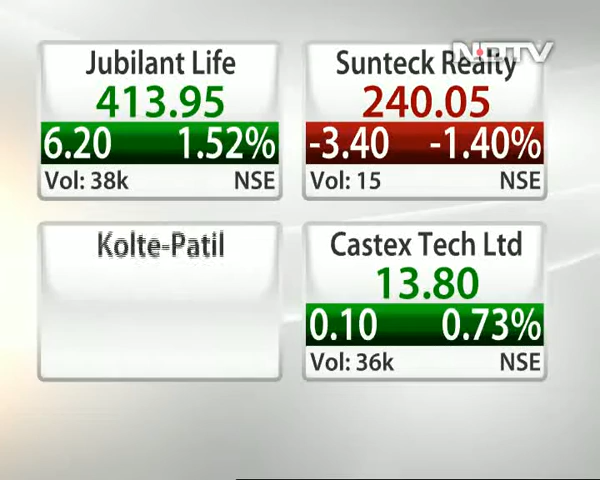 NDTV
Jubilant Life
413.95
6.20 1.52%
Vol: 38k NSE
Sunteck Realty
240.05
-3.40 -1.40%
Vol: 15 NSE
Kolte-Patil
Castex Tech Ltd
13.80
0.10 0.73%
Vol: 36k NSE